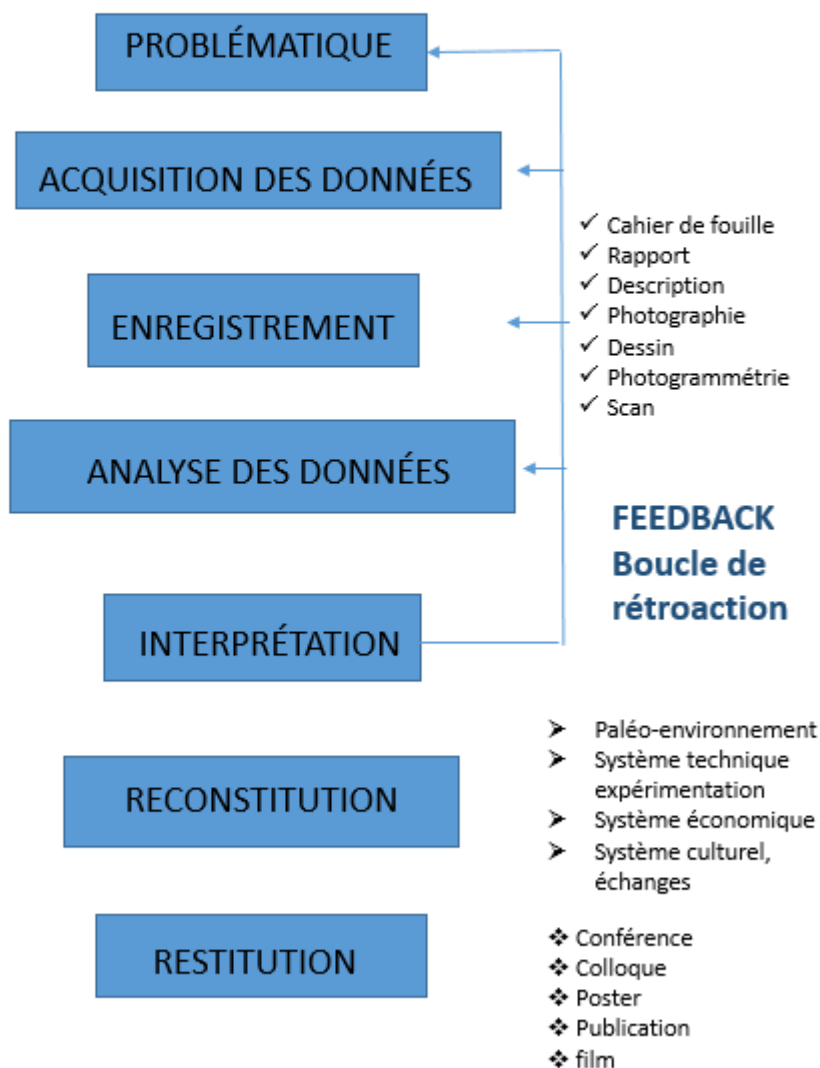 PROBLÉMATIQUE
ACQUISITION DES DONNÉES
✓ Cahier de fouille
✓ Rapport
✓ Description
ENREGISTREMENT
✓ Photographie
✓ Dessin
✓ Photogrammétrie
✓ Scan
ANALYSE DES DONNÉES
FEEDBACK
Boucle de
rétroaction
INTERPRÉTATION
➢ Paléo-environnement
➢ Système technique
expérimentation
➢ Système économique
➢ Système culturel,
échanges
RECONSTITUTION
RESTITUTION
❖ Conférence
❖ Colloque
❖ Poster
❖ Publication
❖ film